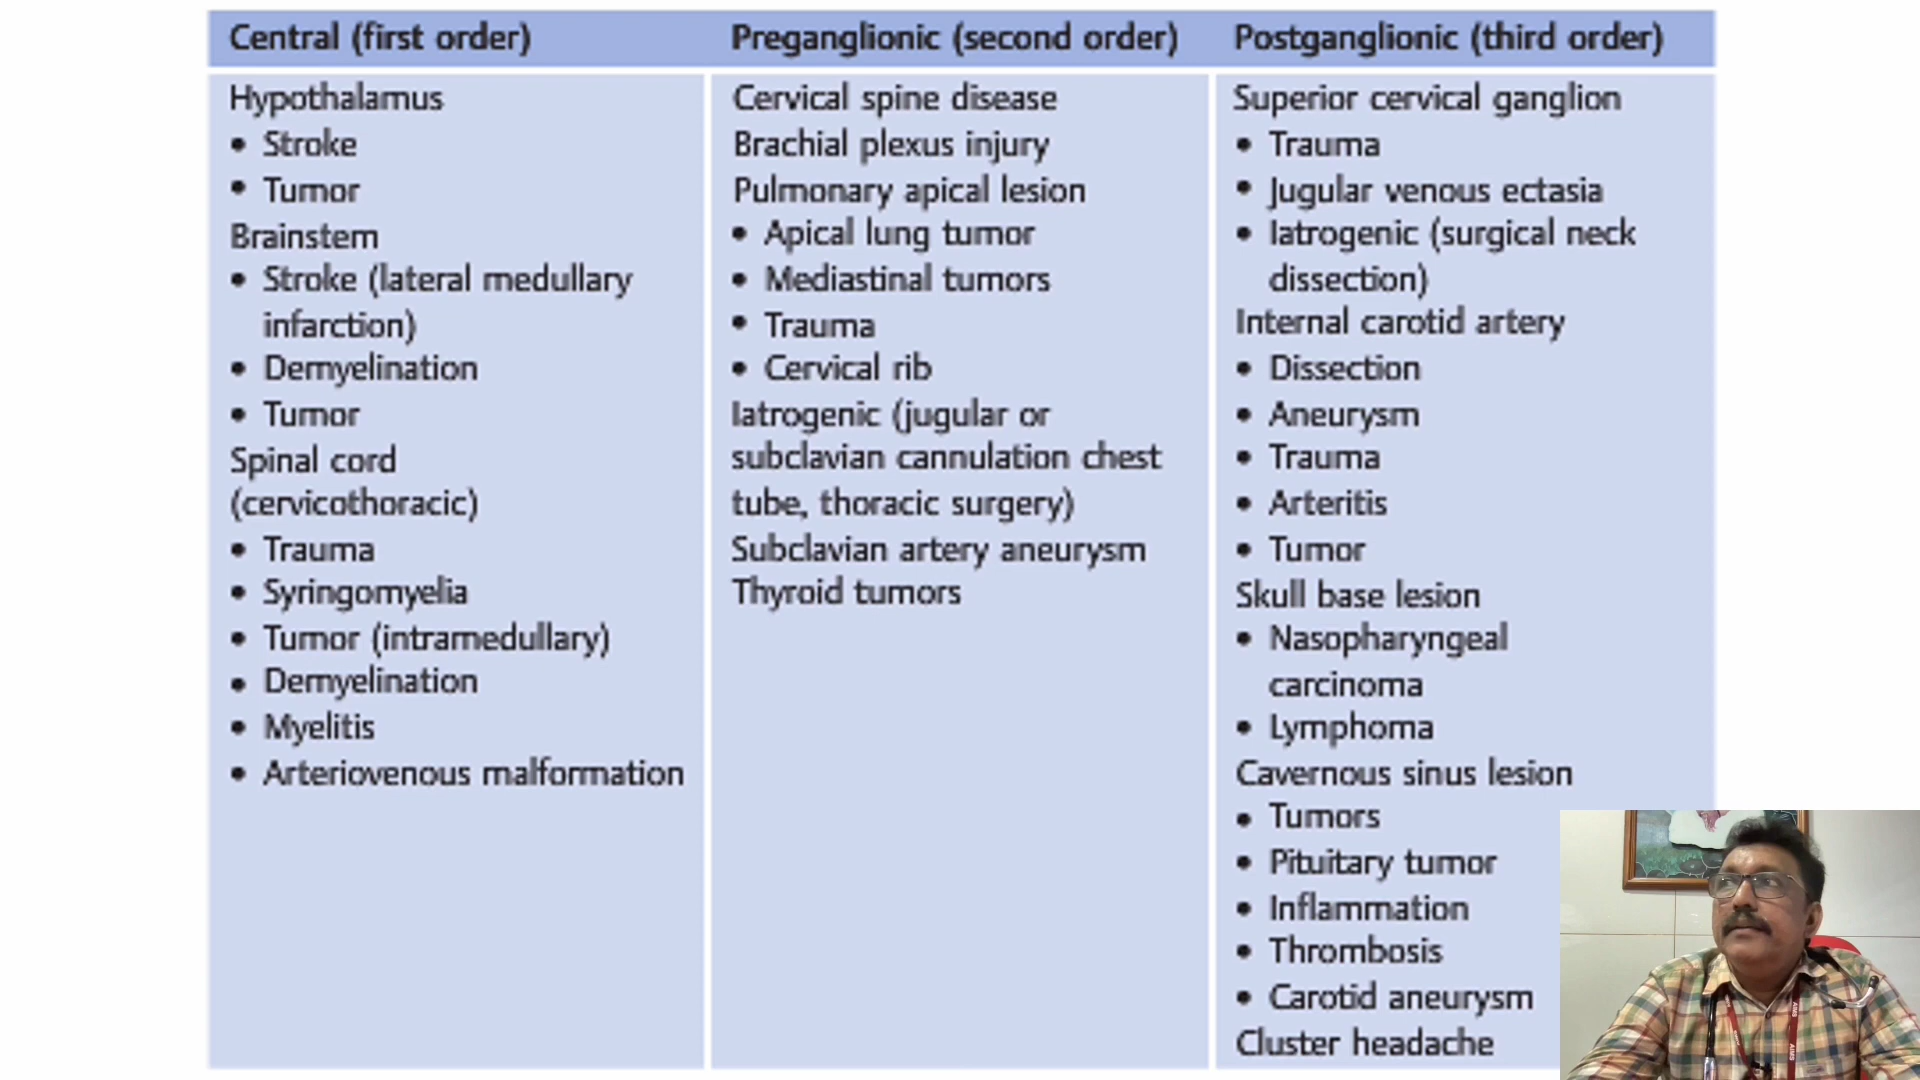 Central (first order)
Hypothalamus
• Stroke
• Tumor
Brainstem
• Stroke (lateral medullary
infarction)
• Demyelination
• Tumor
Spinal cord
(cervicothoracic)
• Trauma
• Syringomyelia
• Tumor (intramedullary)
• Demyelination
• Myelitis
• Arteriovenous malformation
Preganglionic (second order)
Cervical spine disease
Brachial plexus injury
Pulmonary apical lesion
• Apical lung tumor
• Mediastinal tumors
• Trauma
• Cervical rib
Iatrogenic (jugular or
subclavian cannulation chest
tube, thoracic surgery)
Subclavian artery aneurysm
Thyroid tumors
Postganglionic (third order)
Superior cervical ganglion
• Trauma
• Jugular venous ectasia
• Iatrogenic (surgical neck
dissection)
Internal carotid artery
• Dissection
• Aneurysm
• Trauma
• Arteritis
• Tumor
Skull base lesion
• Nasopharyngeal
carcinoma
• Lymphoma
Cavernous sinus lesion
• Tumors
• Pituitary tumor
• Inflammation
• Thrombosis
• Carotid aneurysm
Cluster headache